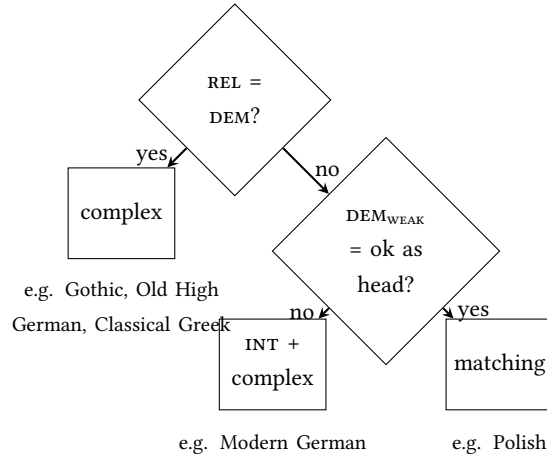 REL =
DEM?
yes
no
complex
DEM_WEAK
= ok as
head?
e.g. Gothic, Old High
German, Classical Greek
no
yes
INT +
complex
matching
e.g. Modern German
e.g. Polish